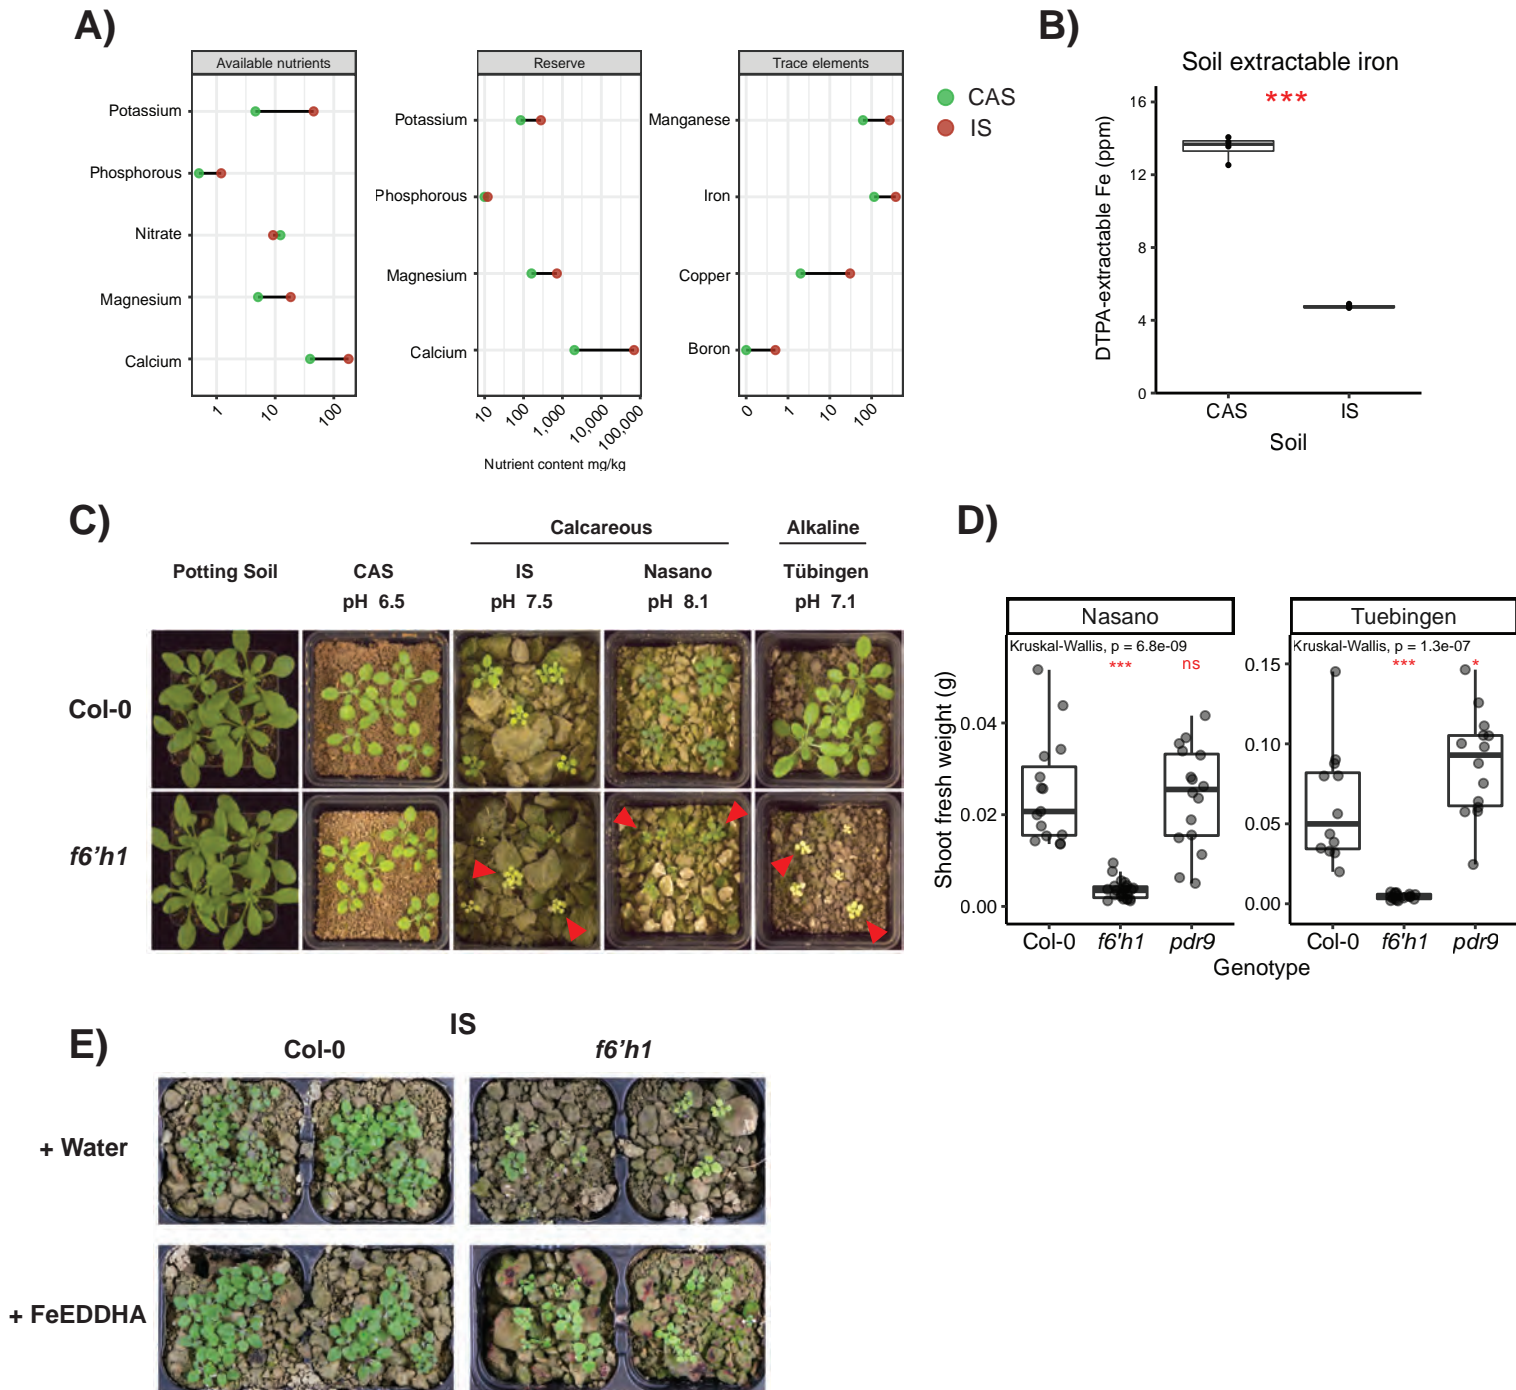 A)
Available nutrients
Potassium
Phosphorous
Nitrate
Magnesium
Calcium
1
10
100
Reserve
Potassium
Phosphorous
Magnesium
Calcium
10
100
1,000
10,000
100,000
Nutrient content mg/kg
Trace elements
Manganese
Iron
Copper
Boron
0
1
100
CAS
IS
B)
Soil extractable iron
***
DTPA-extractable Fe (ppm)
16
12
8
4
0
CAS
IS
Soil
C)
Calcareous
Alkaline
Potting Soil
CAS
IS
Nasano
Tübingen
pH 6.5
pH 7.5
pH 8.1
pH 7.1
Col-0
f6'h1
D)
Nasano
Kruskal-Wallis, p = 6.8e-09
***
ns
Shoot fresh weight (g)
0.04
0.02
0.00
Col-0
f6'h1
pdr9
Tuebingen
Kruskal-Wallis, p = 1.3e-07
***
*
0.15
0.10
0.05
0.00
Col-0
f6'h1
pdr9
Genotype
E)
IS
Col-0
f6'h1
+ Water
+ FeEDDHA